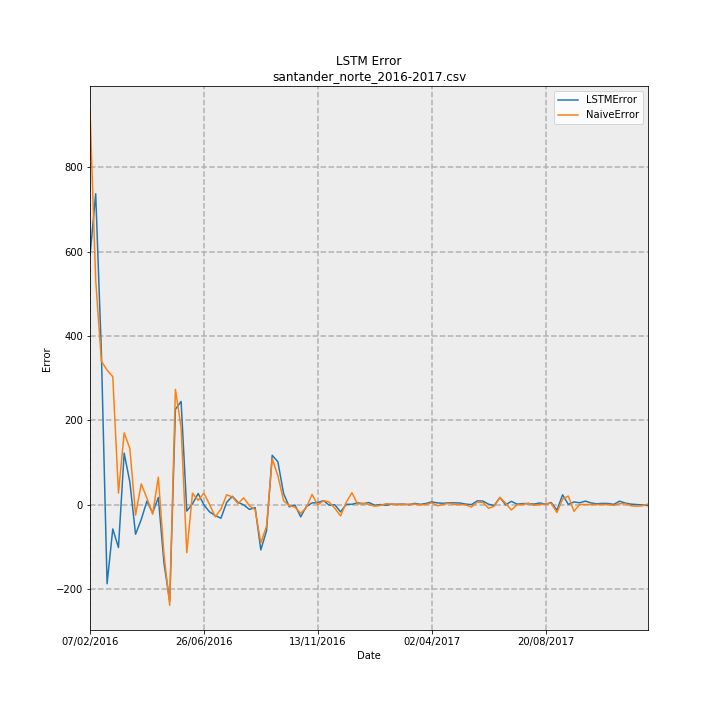 LSTM Error
santander_norte_2016-2017.csv
LSTMError
NaiveError
800
600
400
200
0
−200
Error
07/02/2016
26/06/2016
13/11/2016
02/04/2017
20/08/2017
Date